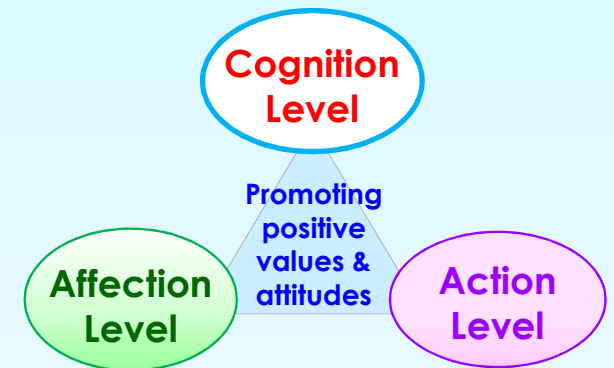 Cognition
Level
Promoting
positive
values &
attitudes
Affection
Level
Action
Level